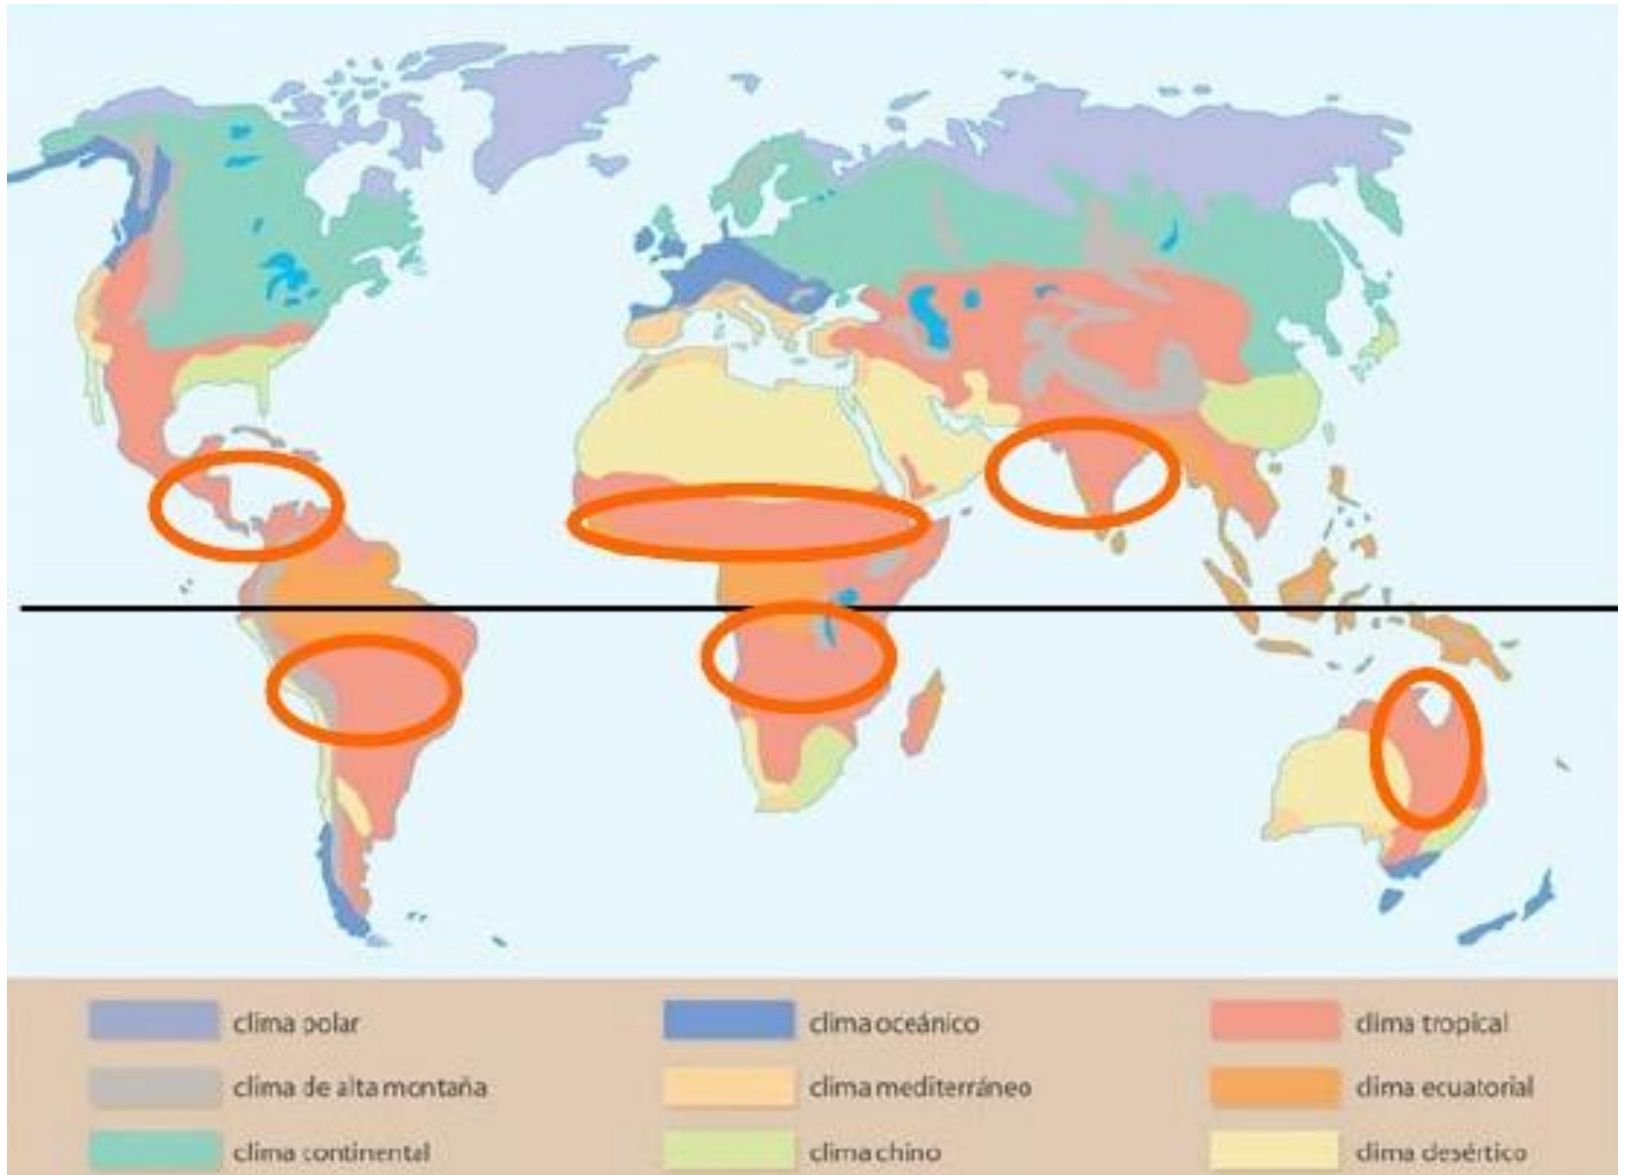 clima polar
clima oceánico
clima tropical
clima de alta montaña
clima mediterráneo
clima ecuatorial
clima continental
clima chino
clima desértico